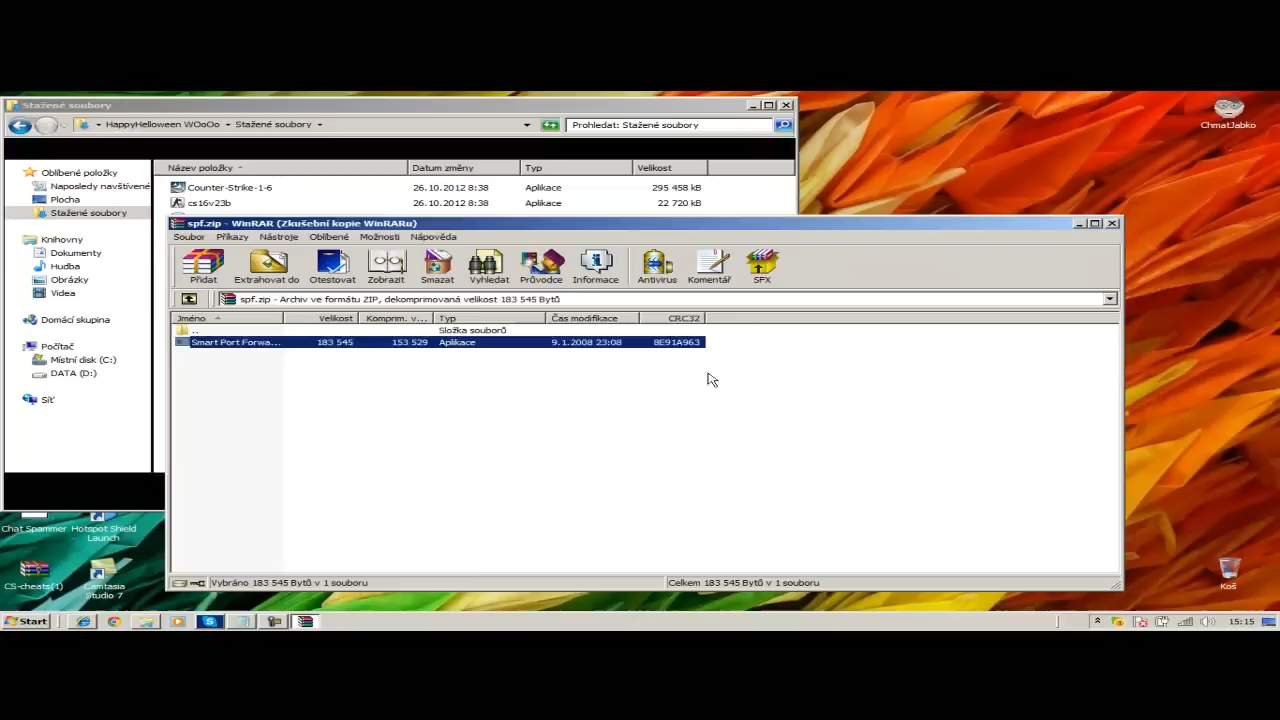 Stažené soubory
HappyHelloween WOoOo
Stažené soubory
Prohledat: Stažené soubory
ChmatJabko
Oblíbené položky
Naposledy navštívené
Plocha
Stažené soubory
Knihovny
Dokumenty
Hudba
Obrázky
Videa
Domácí skupina
Počítač
Místní disk (C:)
DATA (D:)
Síť
Název položky Datum změny Typ Velikost
Counter-Strike-1-6 26.10.2012 8:38 Aplikace 295 458 kB
cs16v23b 26.10.2012 8:38 Aplikace 22 720 kB
spf.zip - WinRAR (Zkušební kopie WinRARu)
Soubor Příkazy Nástroje Oblíbené Možnosti Nápověda
Přidat Extrahovat do Otestovat Zobrazit Smazat Vyhledat Průvodce Informace Antivirus Komentář SFX
spf.zip - Archiv ve formátu ZIP, dekomprimovaná velikost 183 545 Bytů
Jméno Velikost Komprim. v... Typ Čas modifikace CRC32
.. Složka souborů
Smart Port Forwa... 183 545 153 529 Aplikace 9.1.2008 23:08 8E91A963
Vybráno 183 545 Bytů v 1 souboru
Celkem 183 545 Bytů v 1 souboru
Chat Spammer
Hotspot Shield
Launch
CS-cheats(1)
Camtasia
Studio 7
Koš
Start
15:15